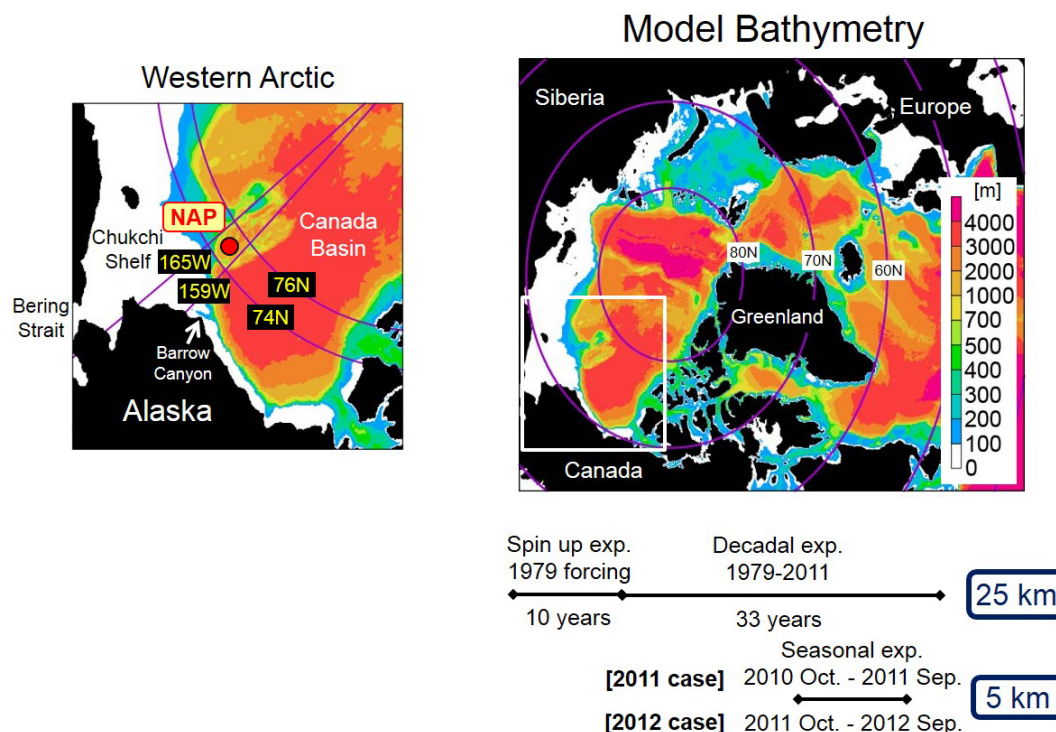 Model Bathymetry
Western Arctic
NAP
Canada
Basin
Chukchi
Shelf
165W
159W
76N
74N
Bering
Strait
Barrow
Canyon
Alaska
Siberia
Europe
80N
70N
60N
Greenland
Canada
[m]
4000
3000
2000
1000
700
500
400
300
200
100
0
Spin up exp.
1979 forcing
Decadal exp.
1979-2011
25 km
10 years
33 years
Seasonal exp.
[2011 case] 2010 Oct. - 2011 Sep.
5 km
[2012 case] 2011 Oct. - 2012 Sep.